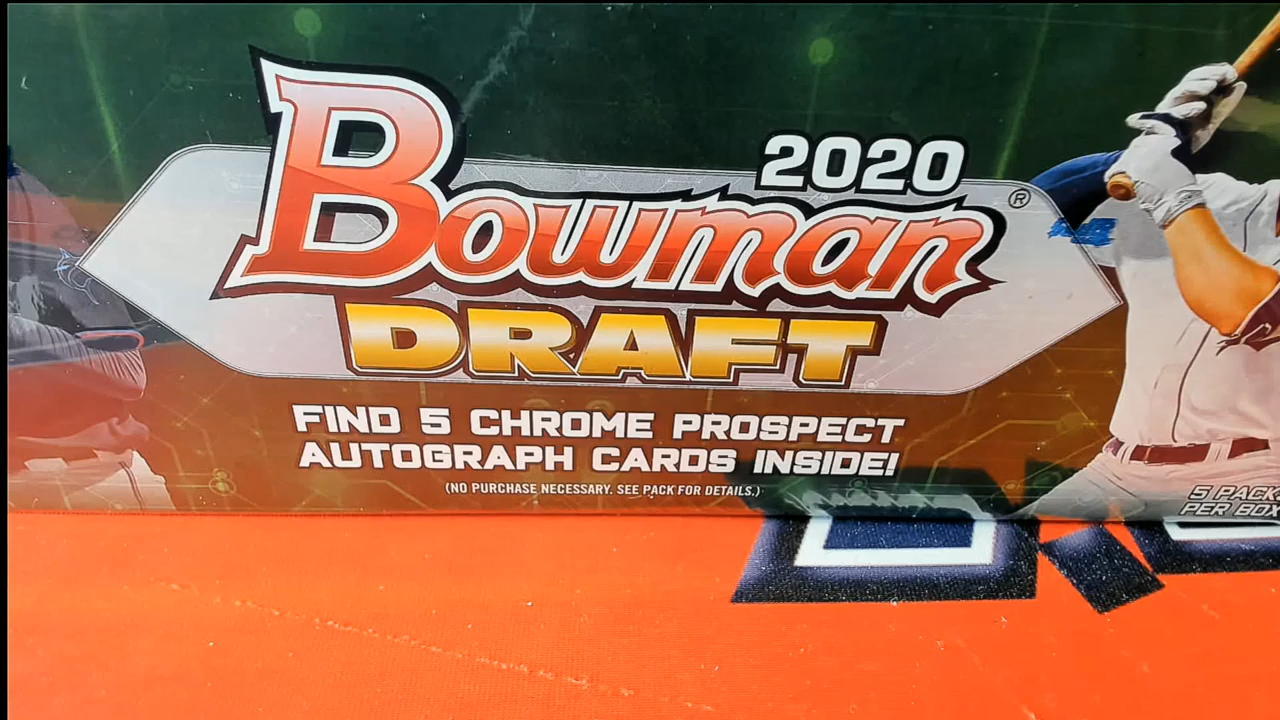 2020
Bowman®
DRAFT
FIND 5 CHROME PROSPECT
AUTOGRAPH CARDS INSIDE!
(NO PURCHASE NECESSARY. SEE PACK FOR DETAILS.)
5 PACK
PER BOX